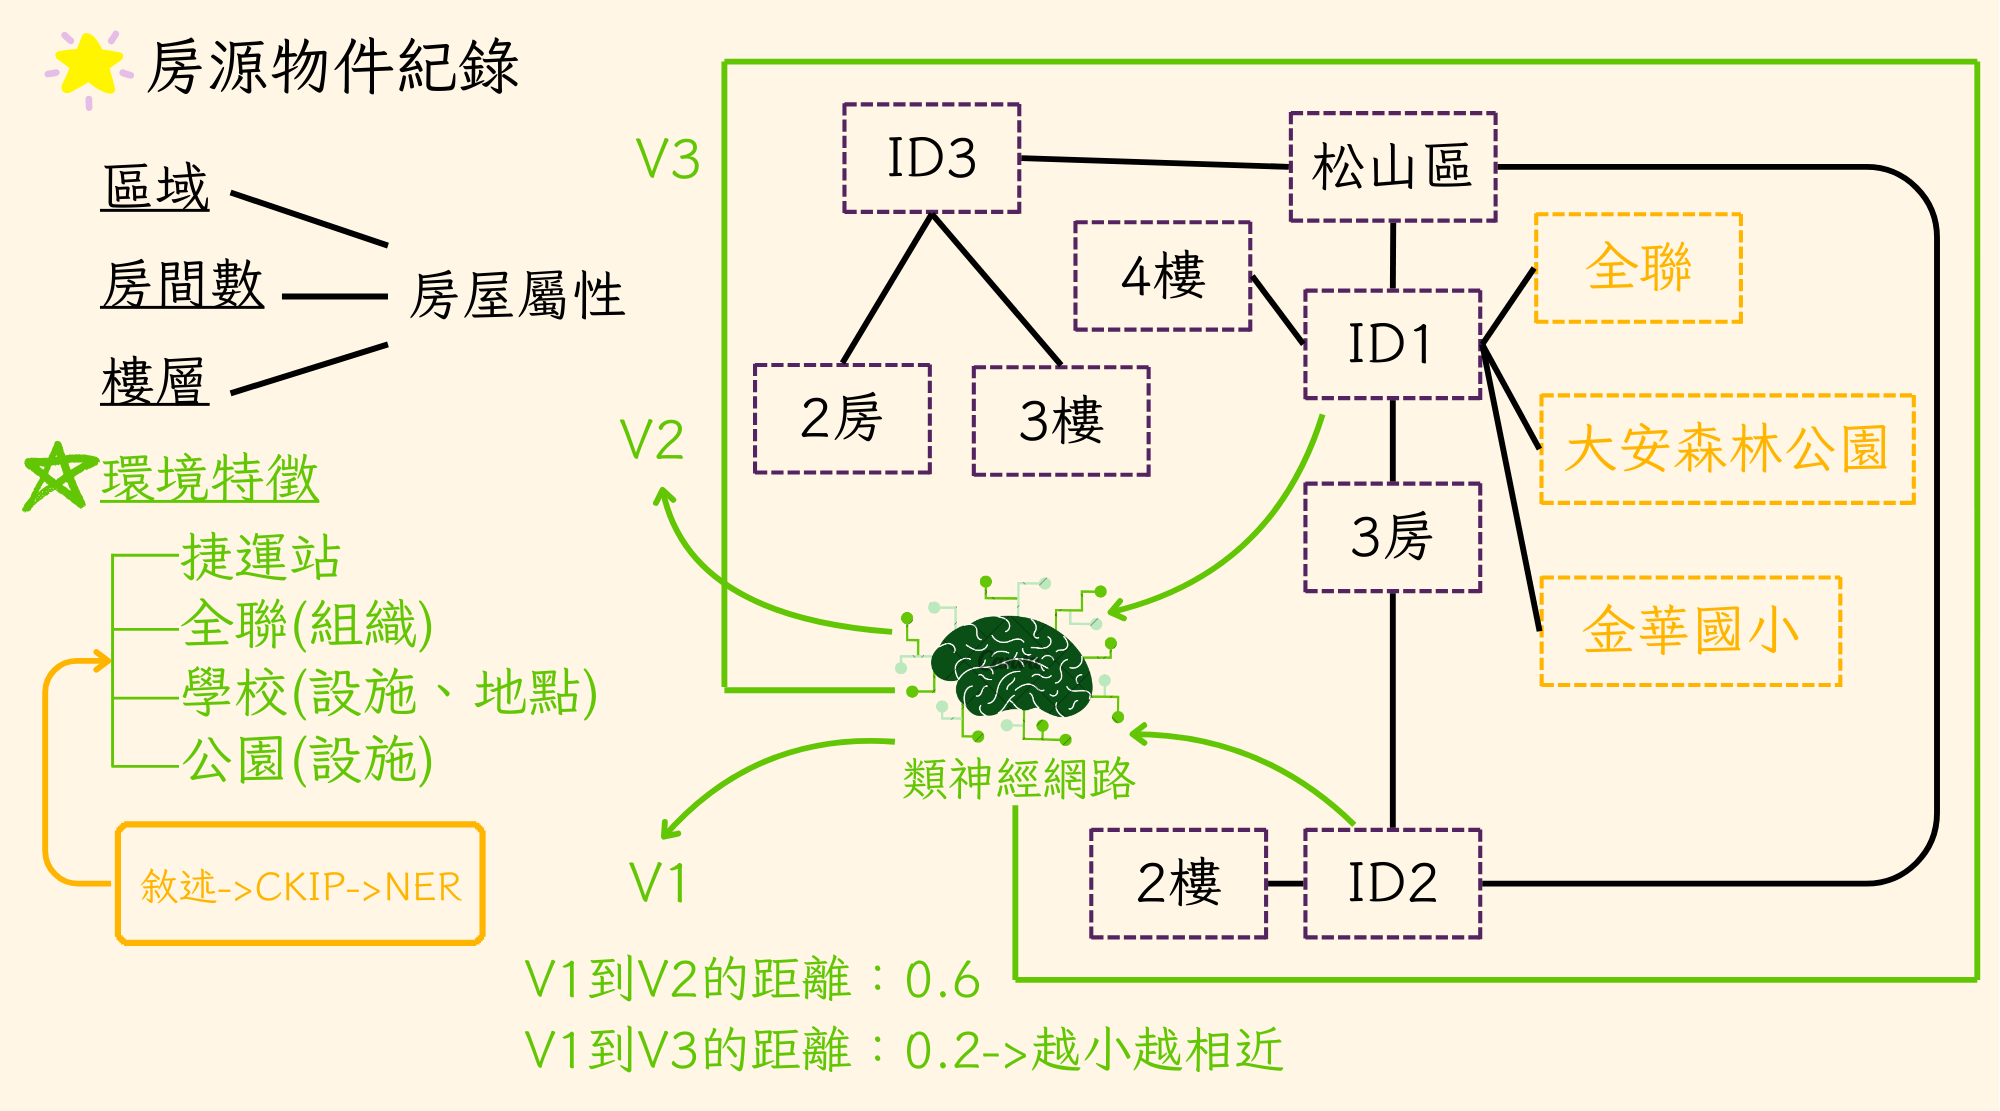 房源物件紀錄
區域
房間數
樓層
房屋屬性
環境特徵
捷運站
全聯(組織)
學校(設施、地點)
公園(設施)
敘述->CKIP->NER
V3
V2
V1
ID3
松山區
4樓
全聯
ID1
2房
3樓
大安森林公園
3房
金華國小
類神經網路
2樓
ID2
V1到V2的距離：0.6
V1到V3的距離：0.2->越小越相近